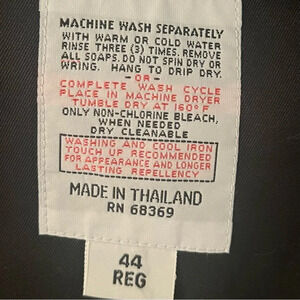 MACHINE WASH SEPARATELY
WITH WARM OR COLD WATER
RINSE THREE (3) TIMES. REMOVE
ALL SOAPS. DO NOT SPIN DRY OR
WRING. HANG TO DRIP DRY.
-OR-
COMPLETE WASH CYCLE
PLACE IN MACHINE DRYER
TUMBLE DRY AT 160° F
ONLY NON-CHLORINE BLEACH,
WHEN NEEDED
DRY CLEANABLE
WASHING AND COOL IRON
TOUCH UP RECOMMENDED
FOR APPEARANCE AND LONGER
LASTING REPELLENCY
MADE IN THAILAND
RN 68369
44
REG